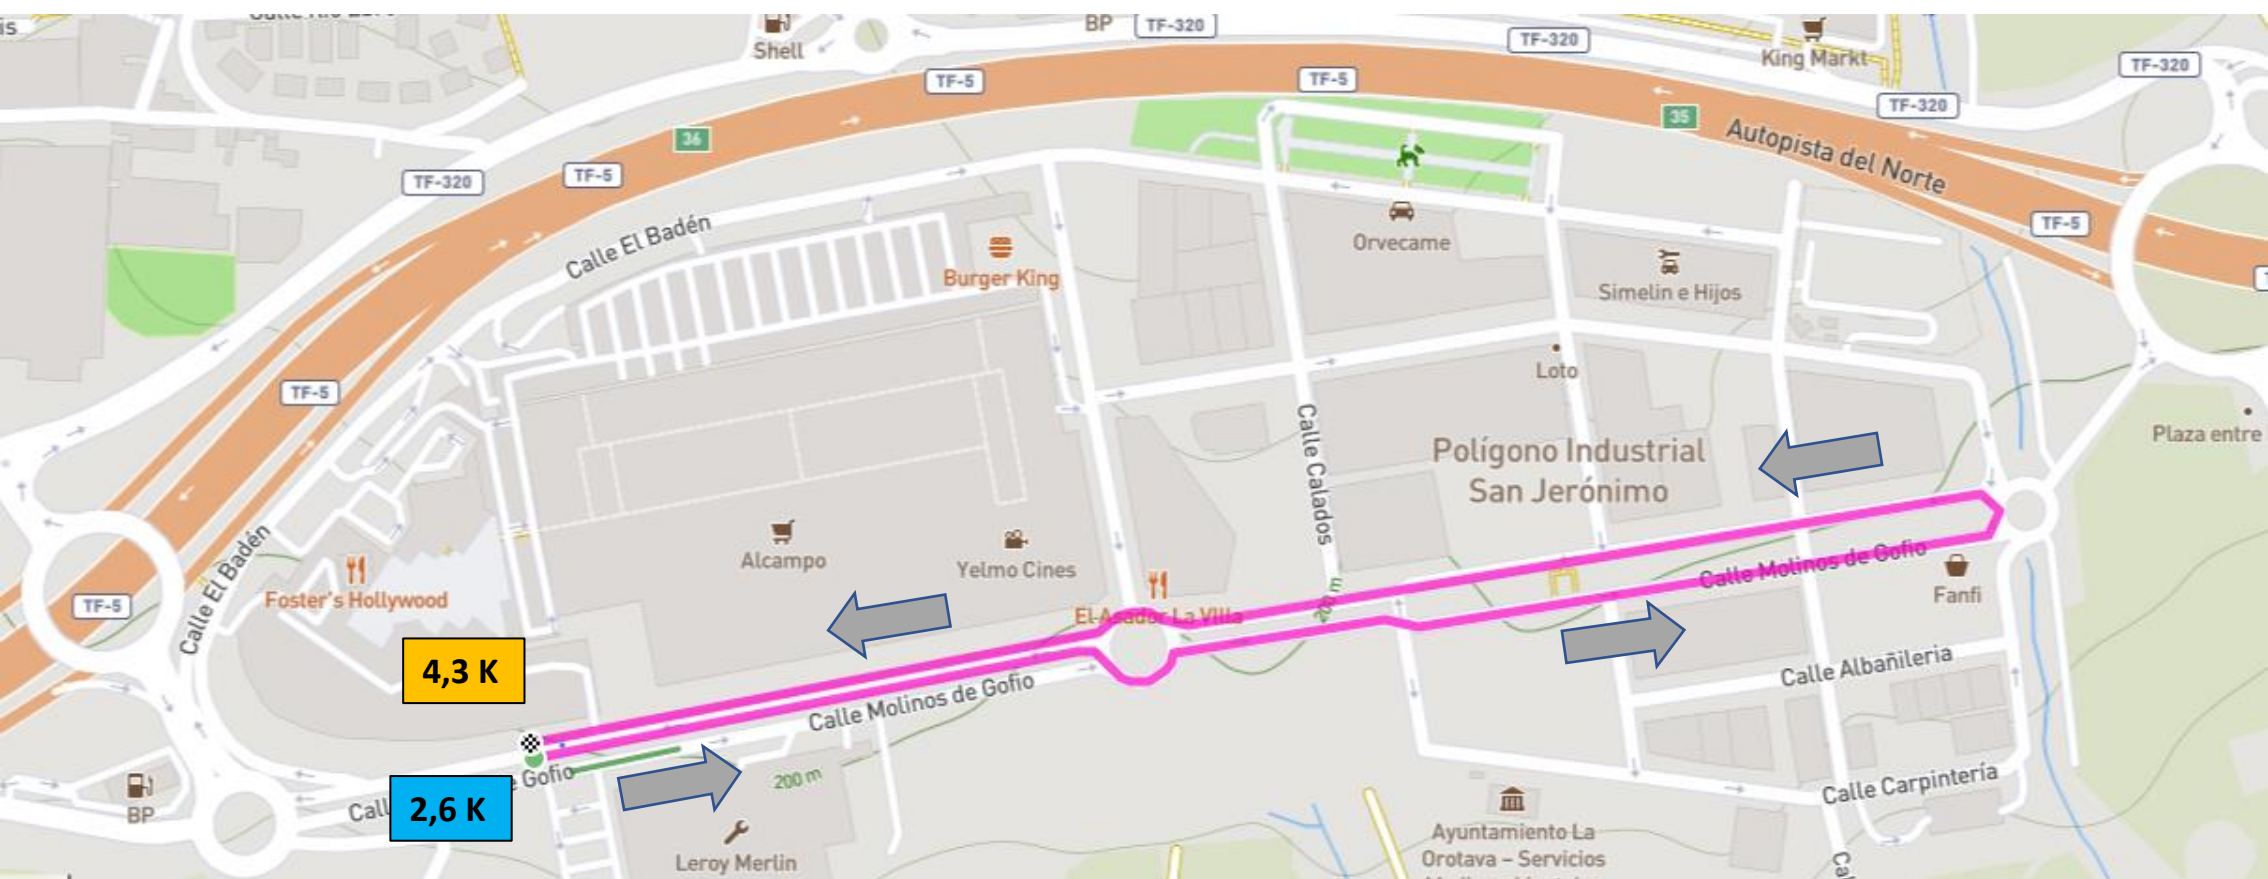 is
Shell
BP
TF-320
TF-320
King Markt
TF-320
TF-5
TF-5
TF-320
35
Autopista del Norte
36
TF-320
TF-5
TF-5
Calle El Badén
Burger King
Orvecame
Simelin e Hijos
Loto
TF-5
Calle Calados
Polígono Industrial
San Jerónimo
Plaza entre
Alcampo
Yelmo Cines
Foster's Hollywood
Calle El Badén
TF-5
El Asador La Villa
200 m
Calle Molinos de Gofio
Fanfi
4,3 K
Calle Albañileria
Calle Molinos de Gofio
Call
e Gofio
2,6 K
200 m
BP
Leroy Merlin
Calle Carpintería
Ayuntamiento La
Orotava – Servicios
Cal